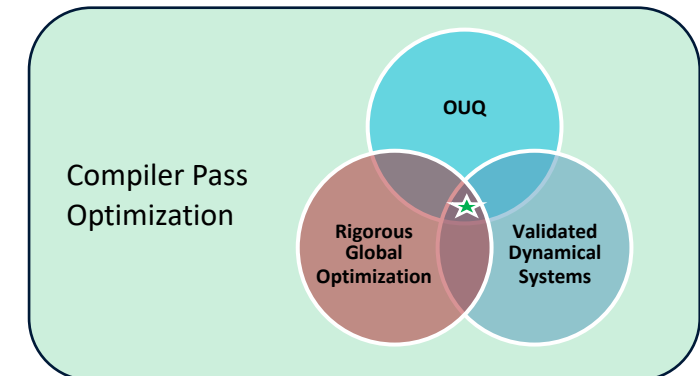 OUQ
Compiler Pass
Optimization
Rigorous
Global
Optimization
Validated
Dynamical
Systems